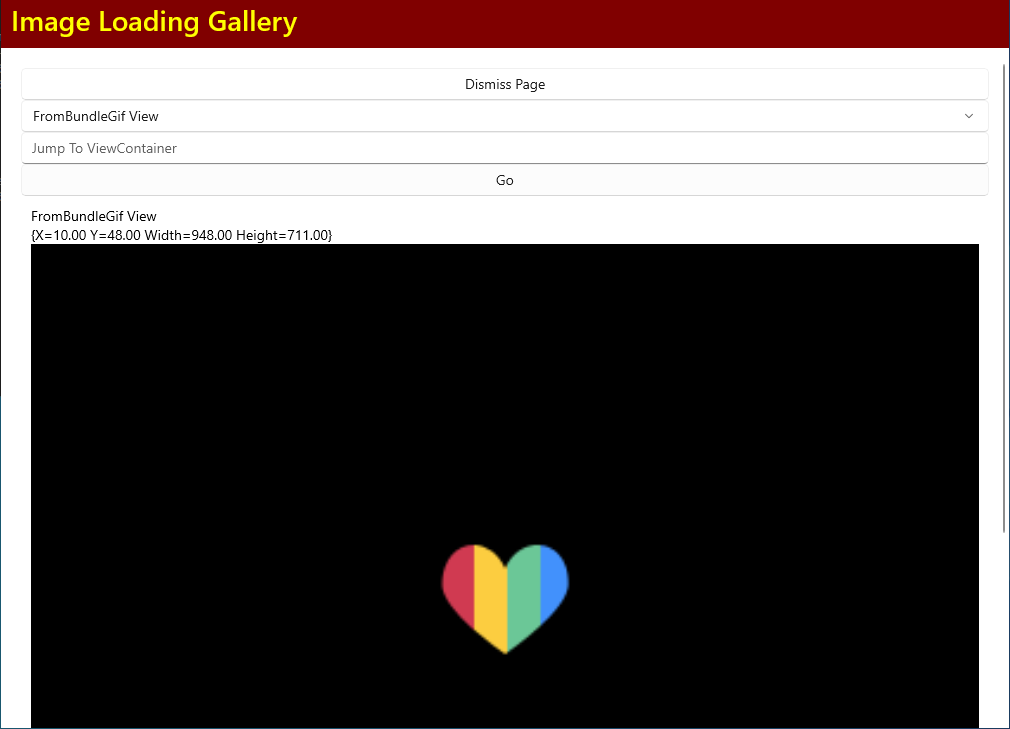 Image Loading Gallery
Dismiss Page
FromBundleGif View
Jump To ViewContainer
Go
FromBundleGif View
{X=10.00 Y=48.00 Width=948.00 Height=711.00}